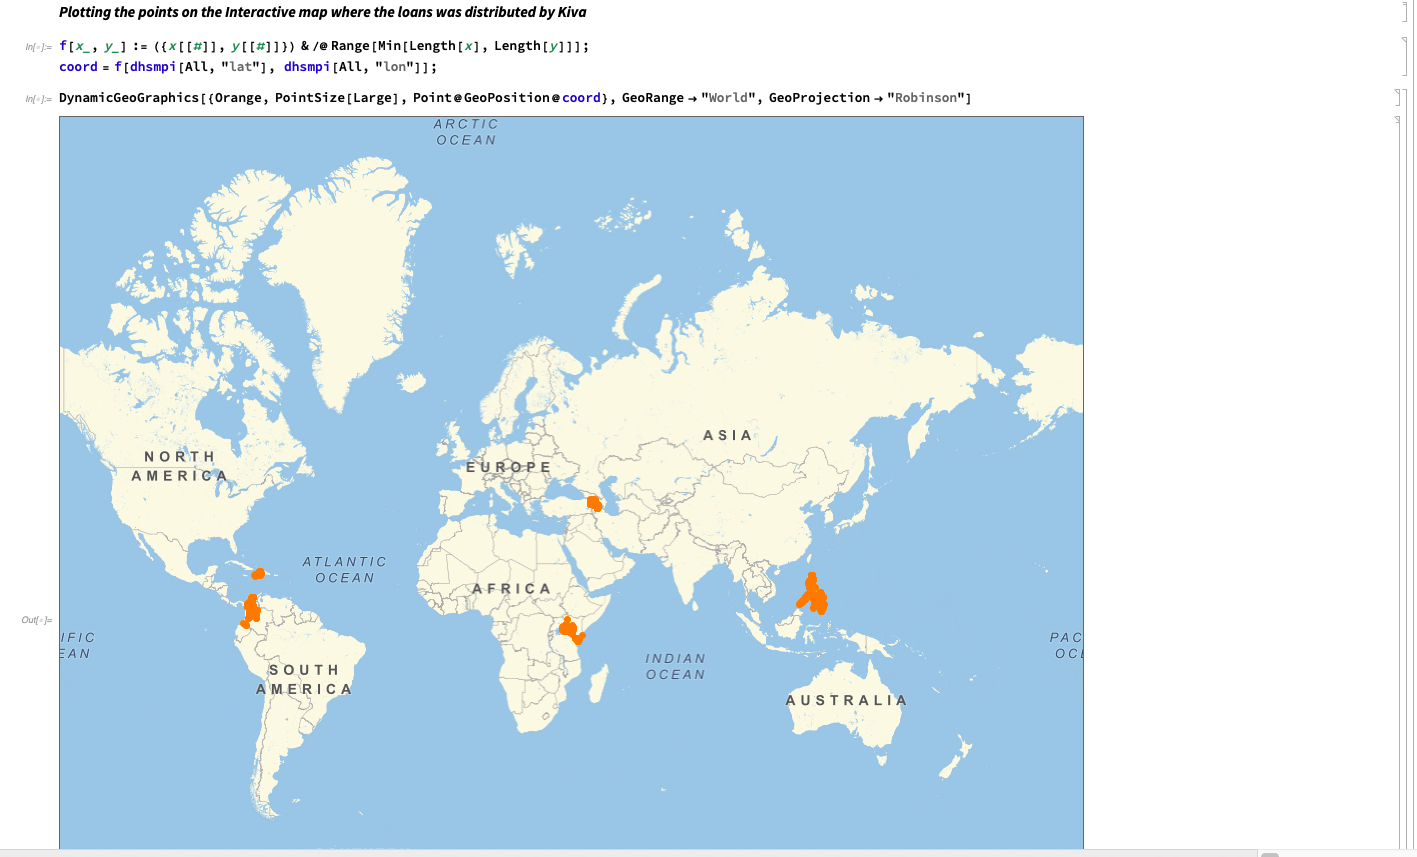 Plotting the points on the Interactive map where the loans was distributed by Kiva
In[◦]:= f[x_, y_] := ({x[[#]], y[[#]]}) & /@ Range[Min[Length[x], Length[y]]];
coord = f[dhsmpi[All, "lat"], dhsmpi[All, "lon"]];
In[◦]:= DynamicGeoGraphics[{Orange, PointSize[Large], Point@GeoPosition@coord}, GeoRange → "World", GeoProjection → "Robinson"]
ARCTIC
OCEAN
ASIA
NORTH
AMERICA
EUROPE
ATLANTIC
OCEAN
AFRICA
Out[◦]=
IFIC
EAN
PAC
OCE
INDIAN
OCEAN
SOUTH
AMERICA
AUSTRALIA